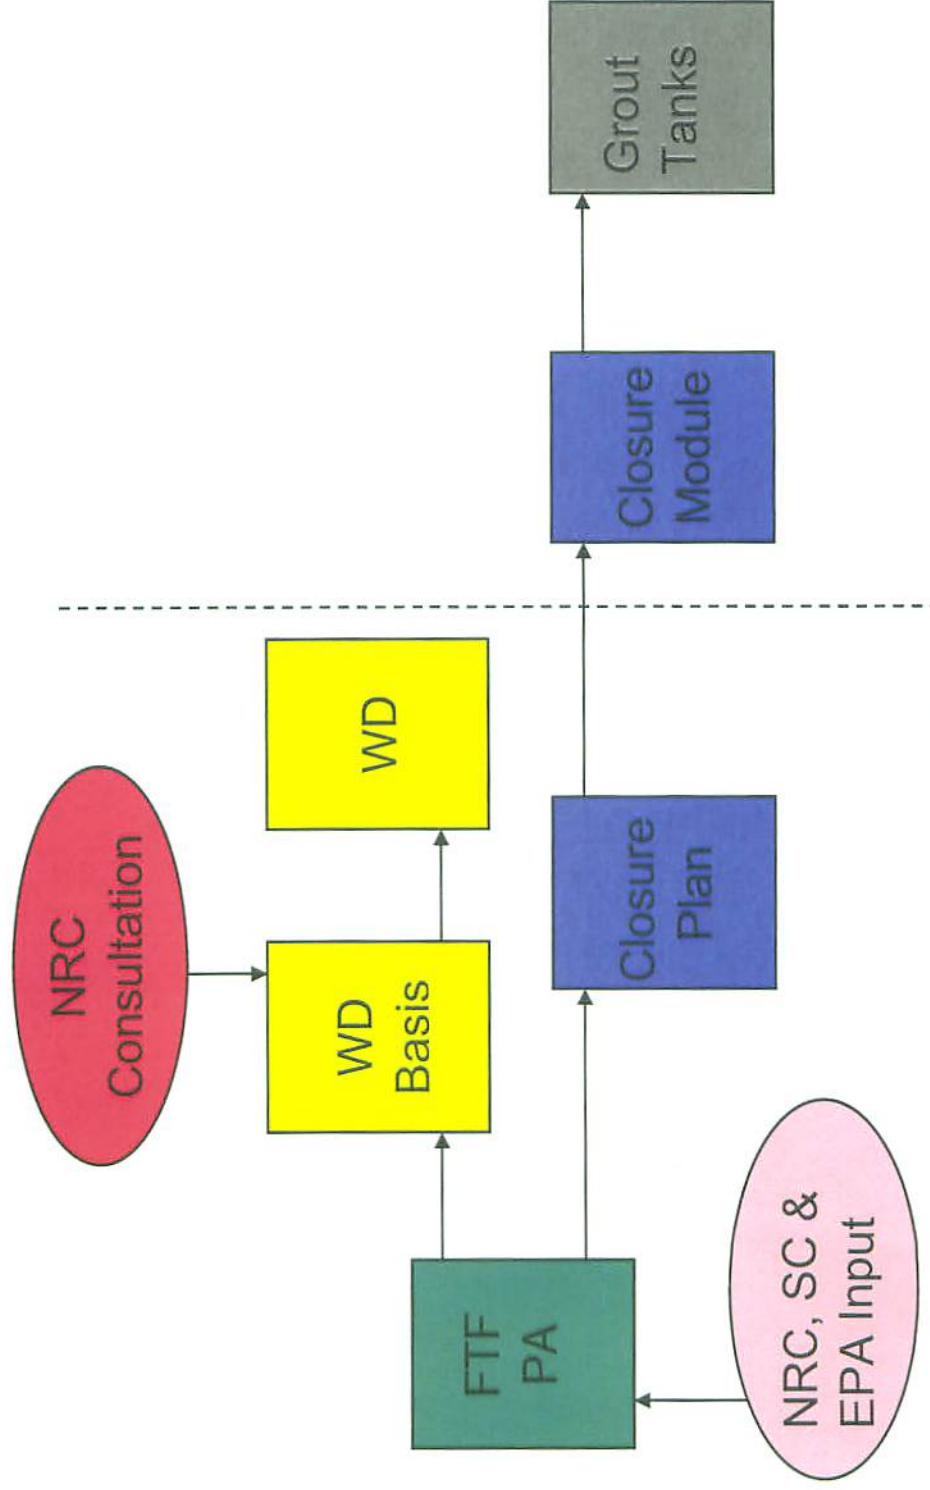 NRC
Consultation
WD
Basis
WD
FTF
PA
Closure
Plan
Closure
Module
Grout
Tanks
NRC, SC &
EPA Input